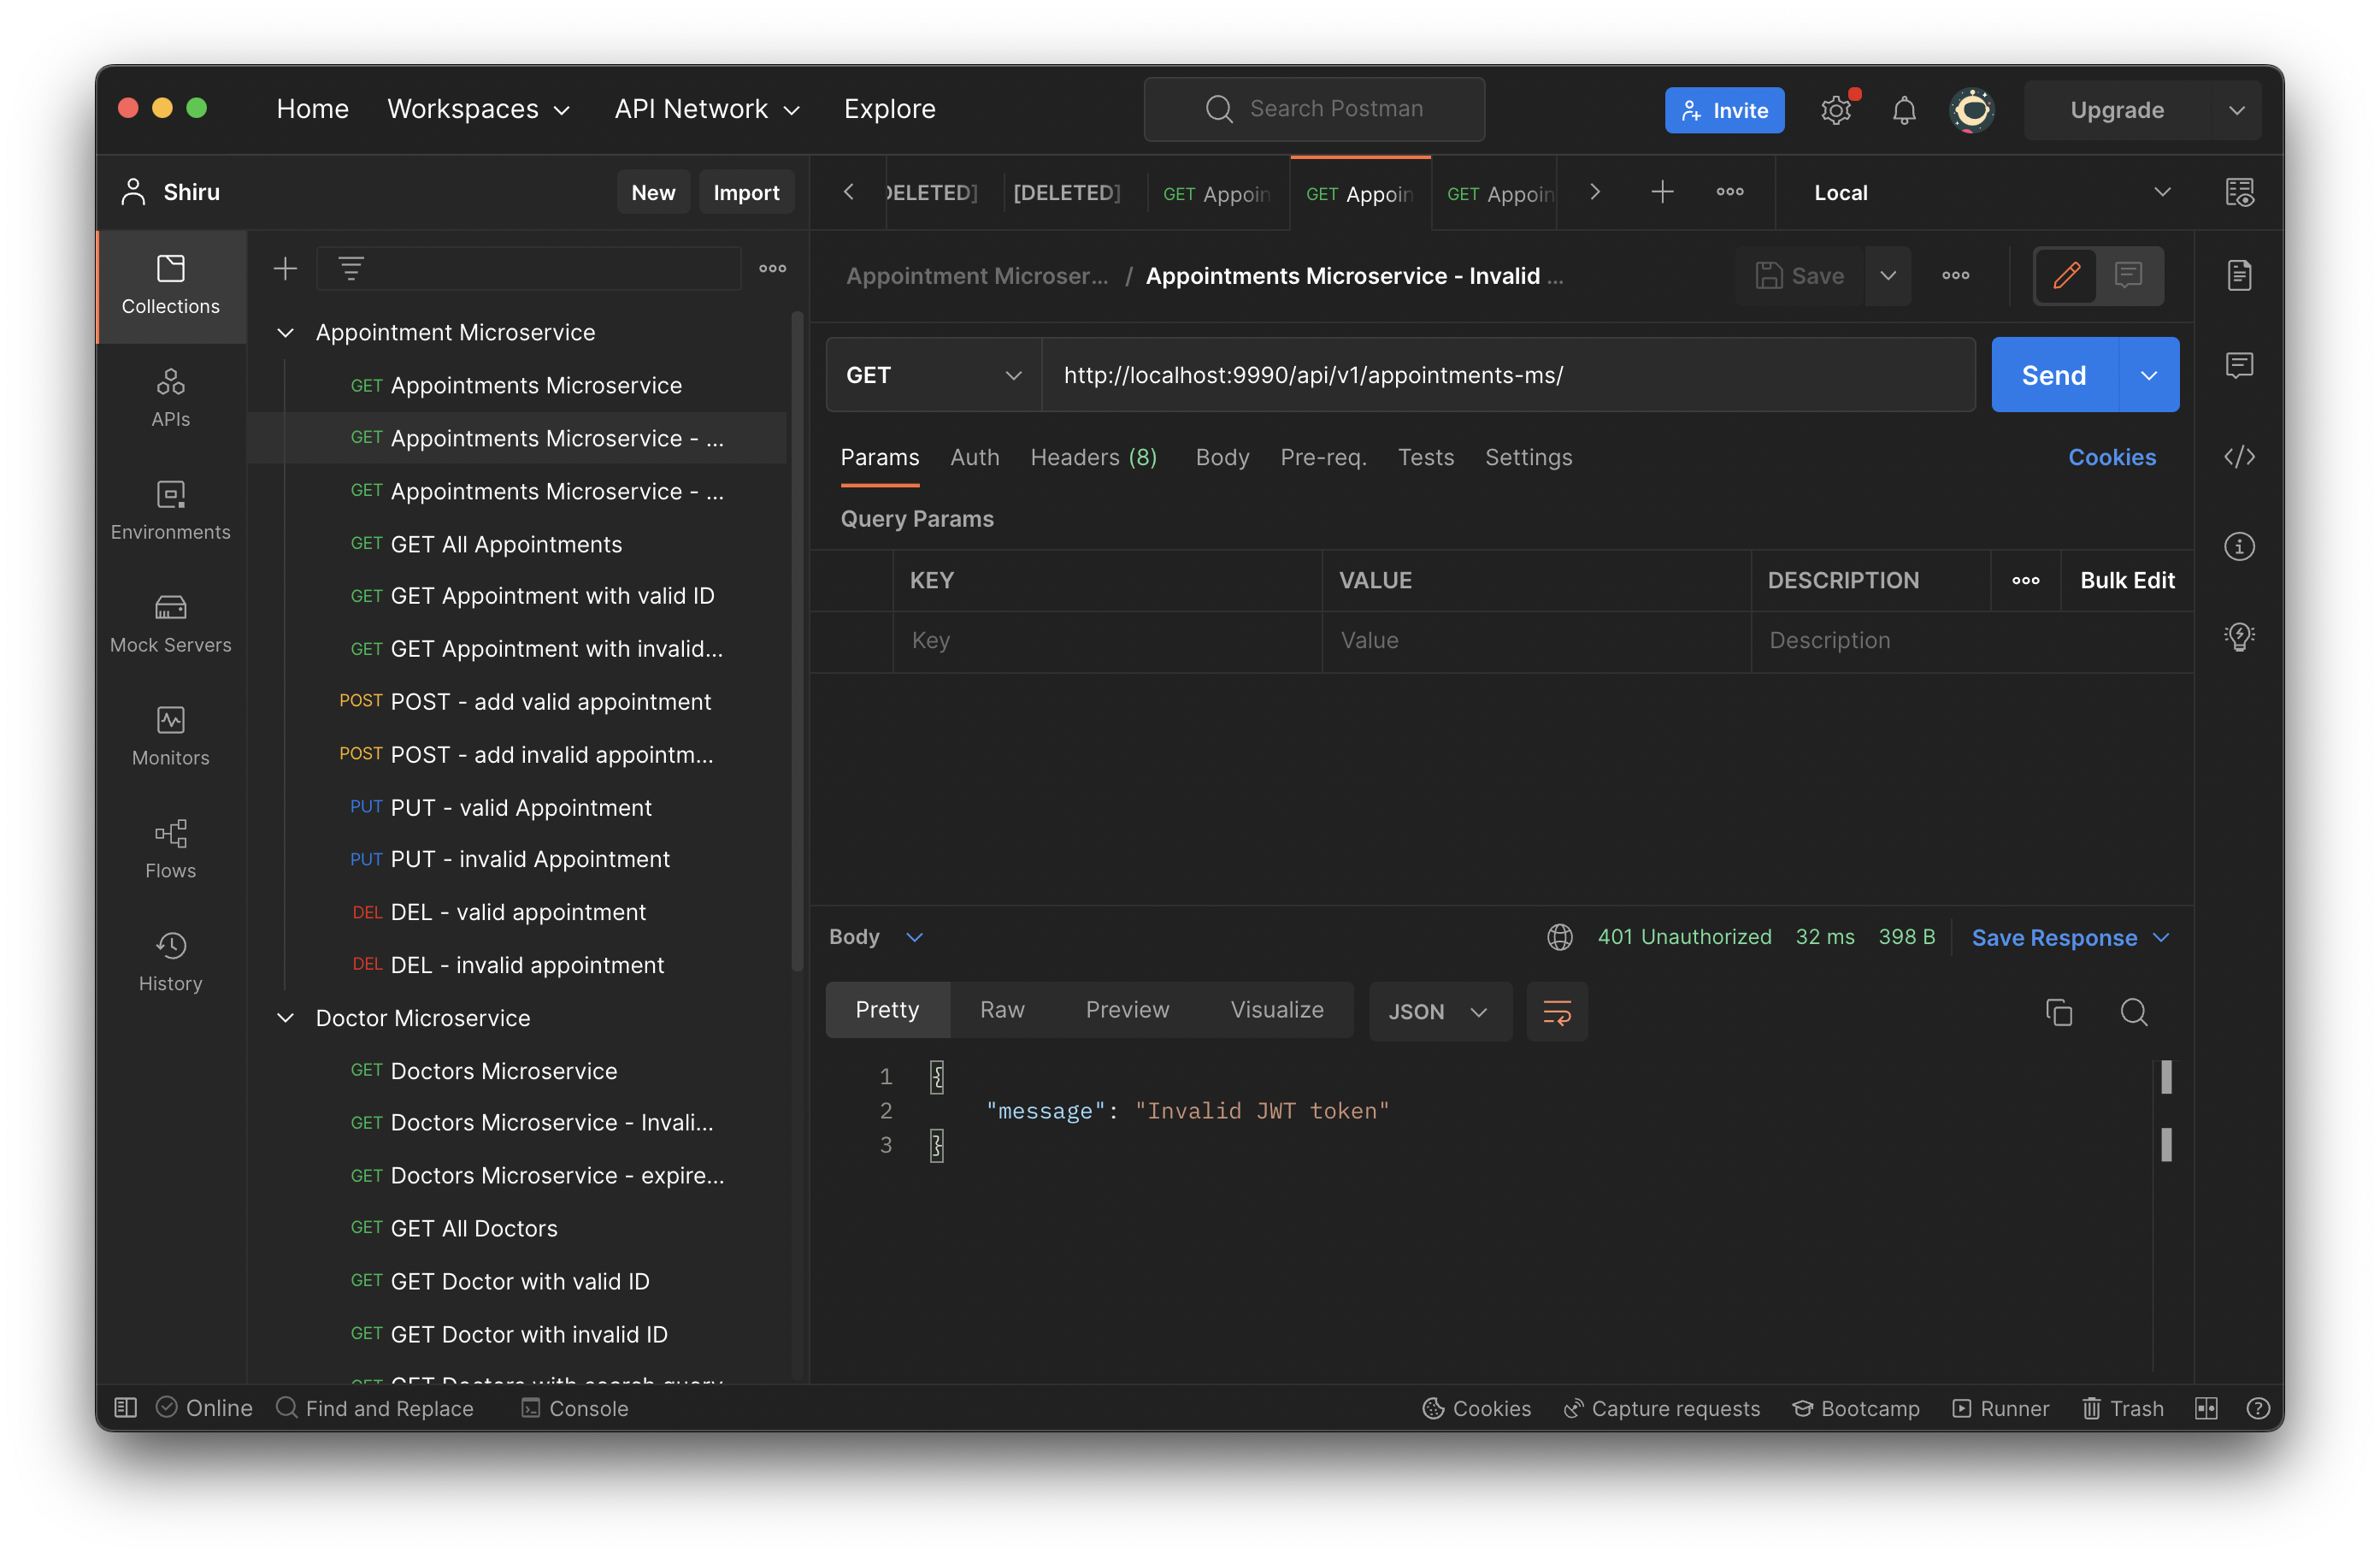 Home Workspaces API Network Explore Search Postman Invite Upgrade
Shiru New Import
DELETED] [DELETED] GET Appoin GET Appoin GET Appoin Local
Collections
APIs
Environments
Mock Servers
Monitors
Flows
History
Appointment Microservice
GET Appointments Microservice
GET Appointments Microservice - ...
GET Appointments Microservice - ...
GET GET All Appointments
GET GET Appointment with valid ID
GET GET Appointment with invalid...
POST POST - add valid appointment
POST POST - add invalid appointm...
PUT PUT - valid Appointment
PUT PUT - invalid Appointment
DEL DEL - valid appointment
DEL DEL - invalid appointment
Doctor Microservice
GET Doctors Microservice
GET Doctors Microservice - Invali...
GET Doctors Microservice - expire...
GET GET All Doctors
GET GET Doctor with valid ID
GET GET Doctor with invalid ID
GET GET Doctors with search query
Appointment Microser... / Appointments Microservice - Invalid ... Save
GET http://localhost:9990/api/v1/appointments-ms/ Send
Params Auth Headers (8) Body Pre-req. Tests Settings Cookies
Query Params
KEY VALUE DESCRIPTION Bulk Edit
Key Value Description
Body 401 Unauthorized 32 ms 398 B Save Response
Pretty Raw Preview Visualize JSON
1 {
2 "message": "Invalid JWT token"
3 }
Online Find and Replace Console Cookies Capture requests Bootcamp Runner Trash